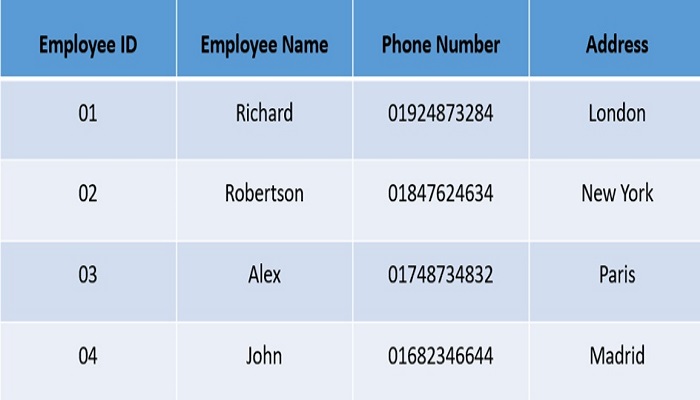 Employee ID Employee Name Phone Number Address
01 Richard 01924873284 London
02 Robertson 01847624634 New York
03 Alex 01748734832 Paris
04 John 01682346644 Madrid